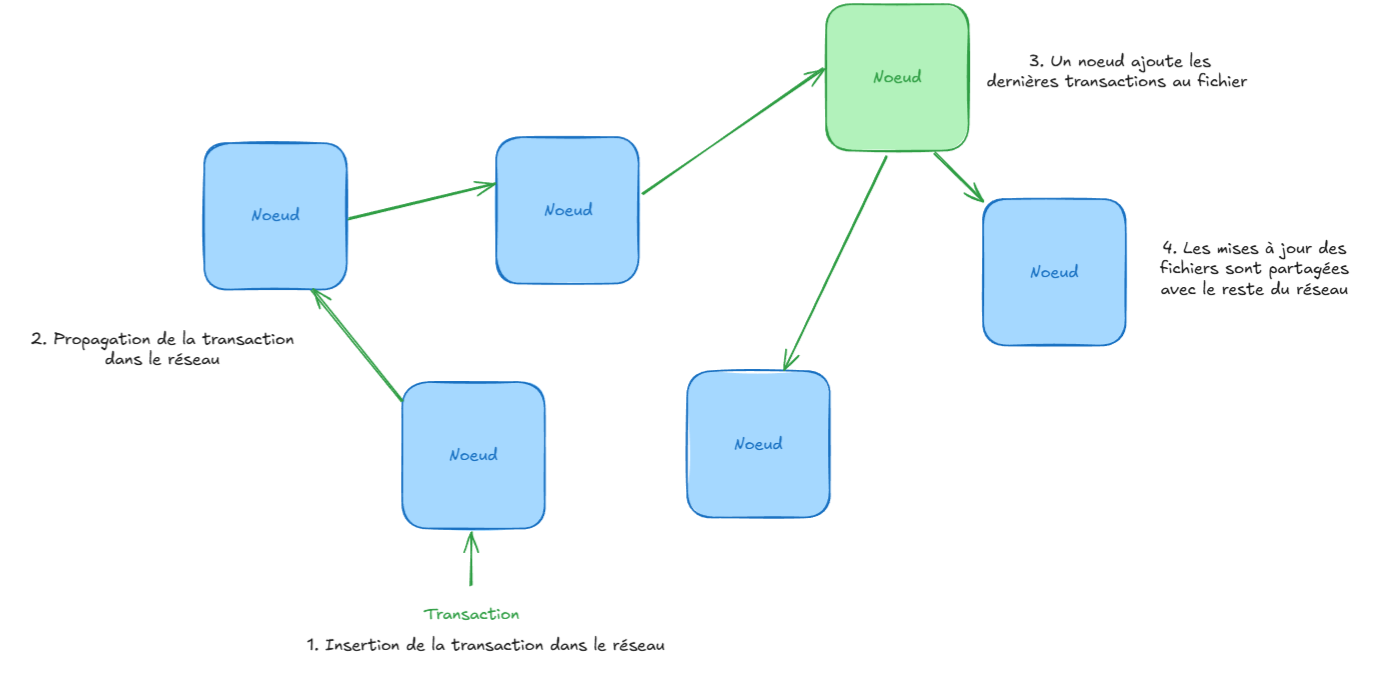 Noeud
3. Un noeud ajoute les
dernières transactions au fichier
Noeud
Noeud
4. Les mises à jour des
fichiers sont partagées
avec le reste du réseau
Noeud
2. Propagation de la transaction
dans le réseau
Noeud
Noeud
Transaction
1. Insertion de la transaction dans le réseau